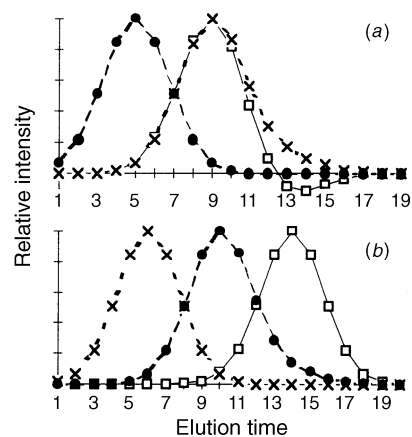 (a)
Relative intensity
1 3 5 7 9 11 13 15 17 19
(b)
1 3 5 7 9 11 13 15 17 19
Elution time